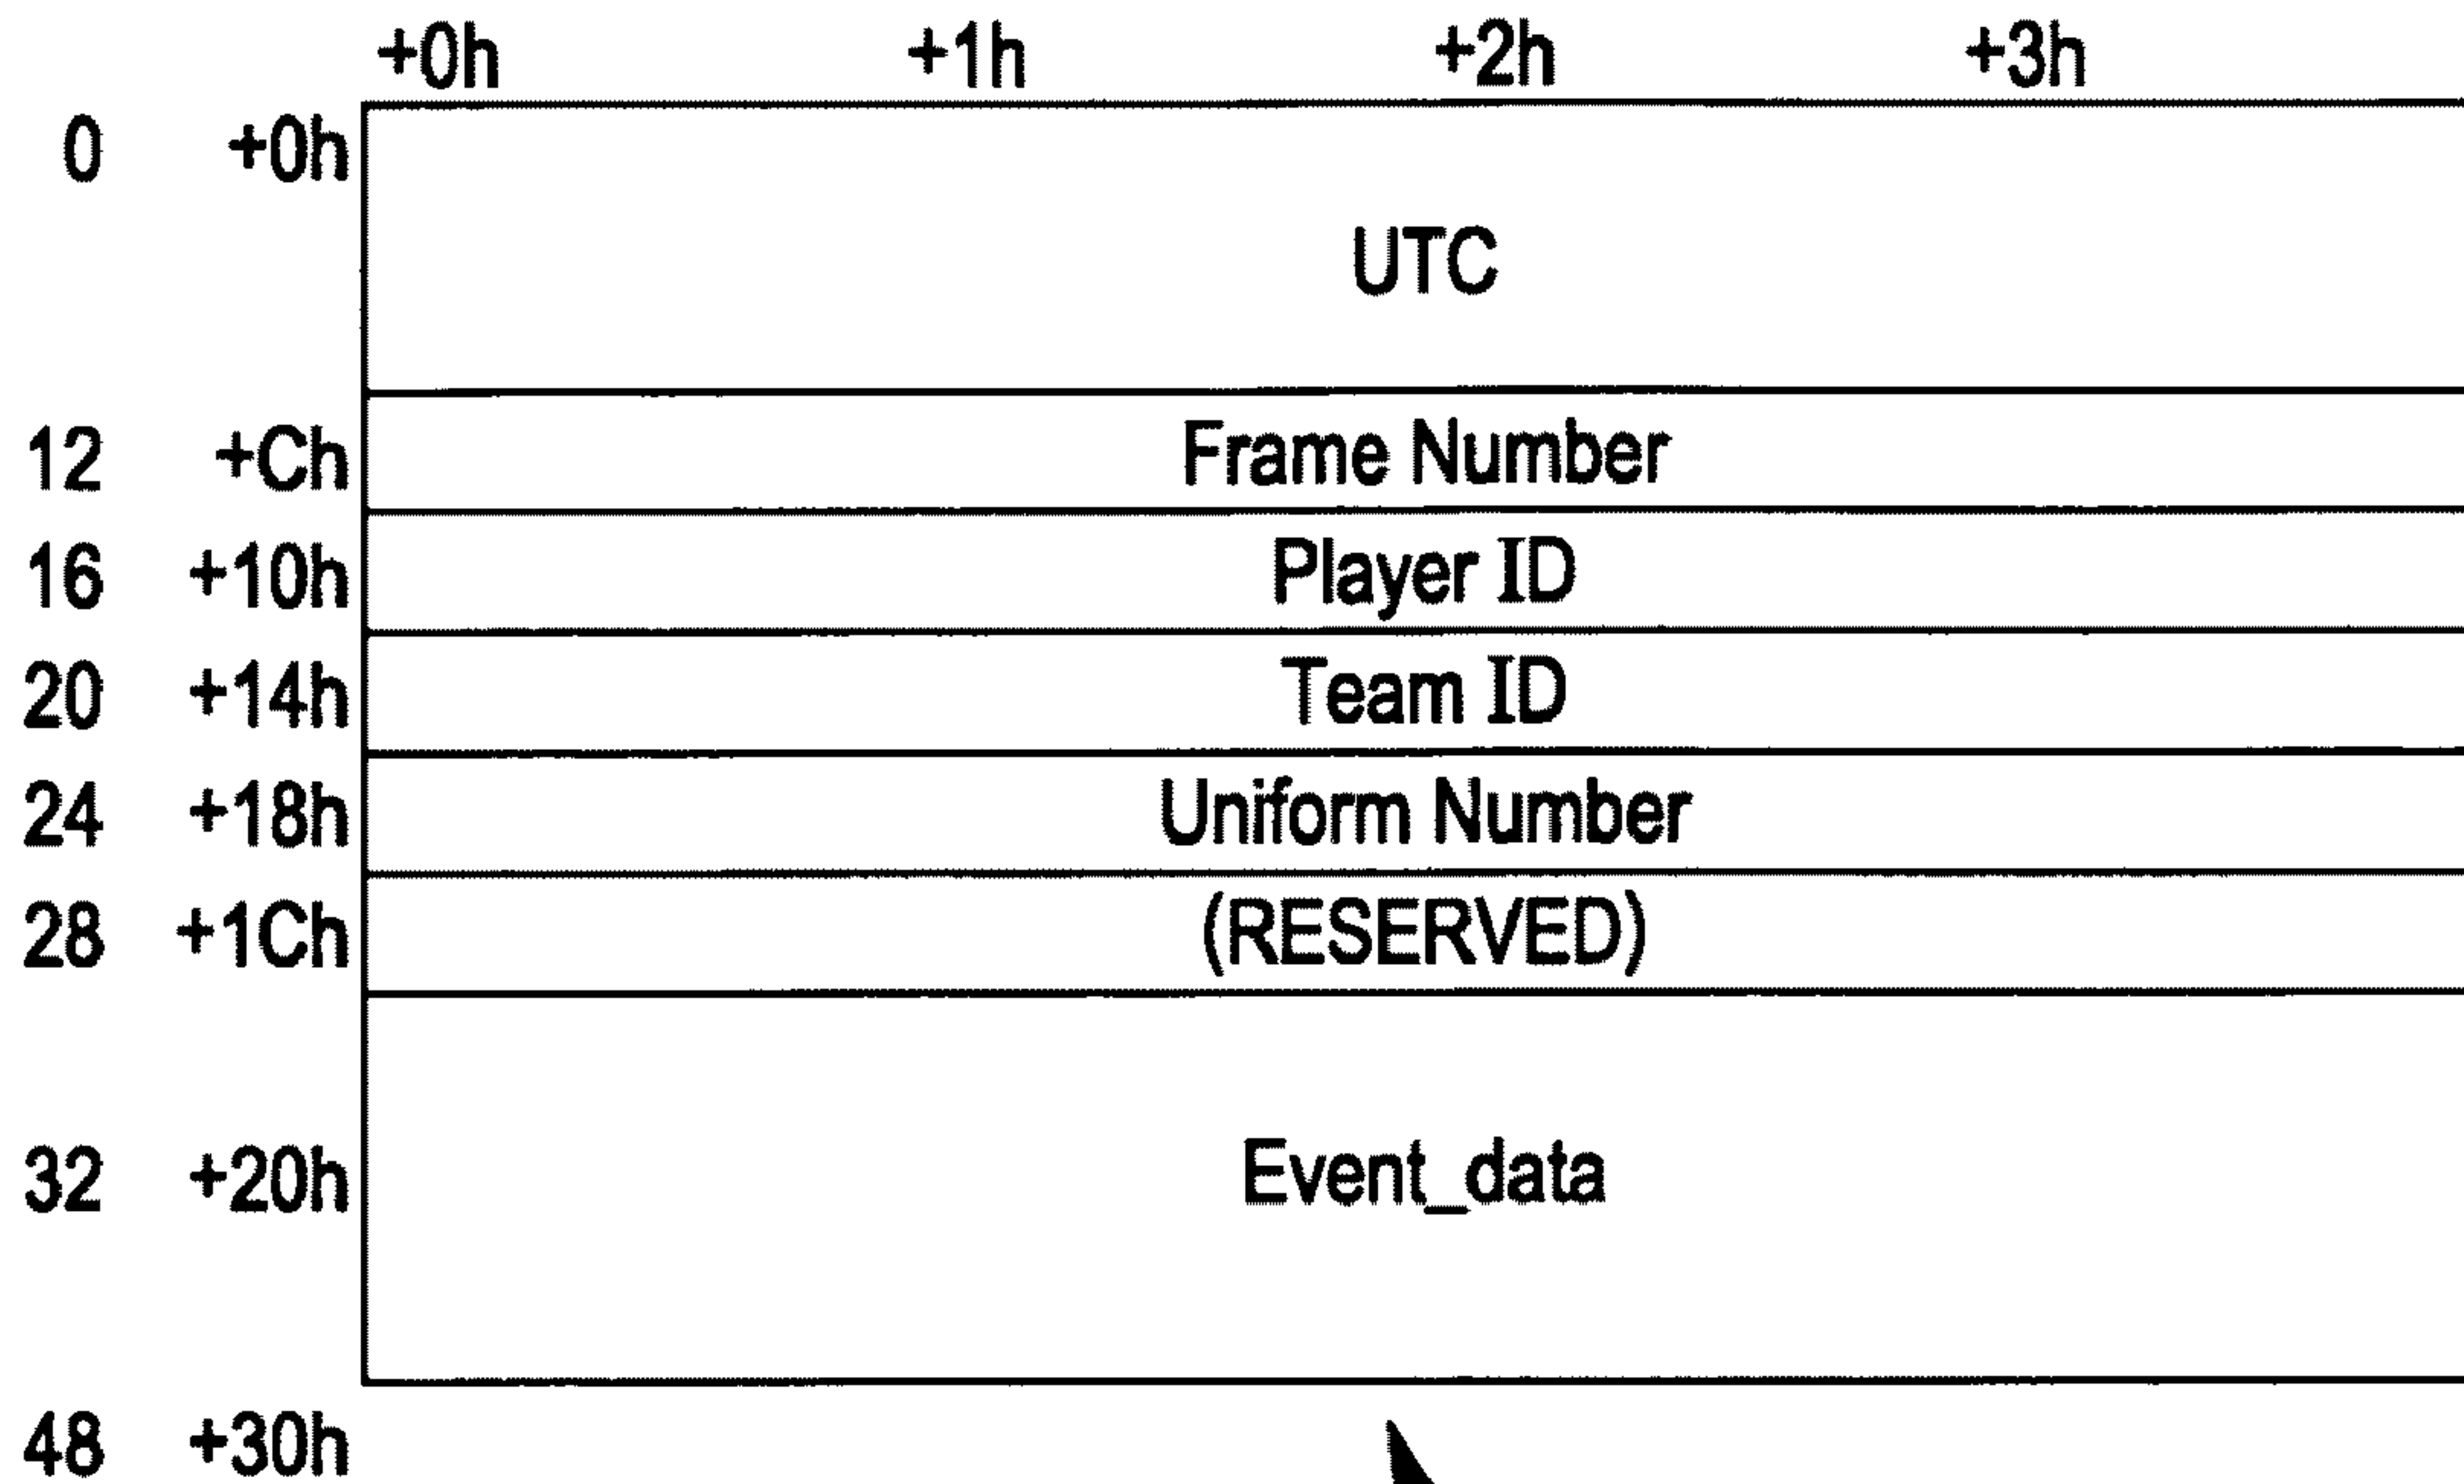 +0h +1h +2h +3h
0 +0h
UTC
12 +Ch Frame Number
16 +10h Player ID
20 +14h Team ID
24 +18h Uniform Number
28 +1Ch (RESERVED)
32 +20h Event_data
48 +30h